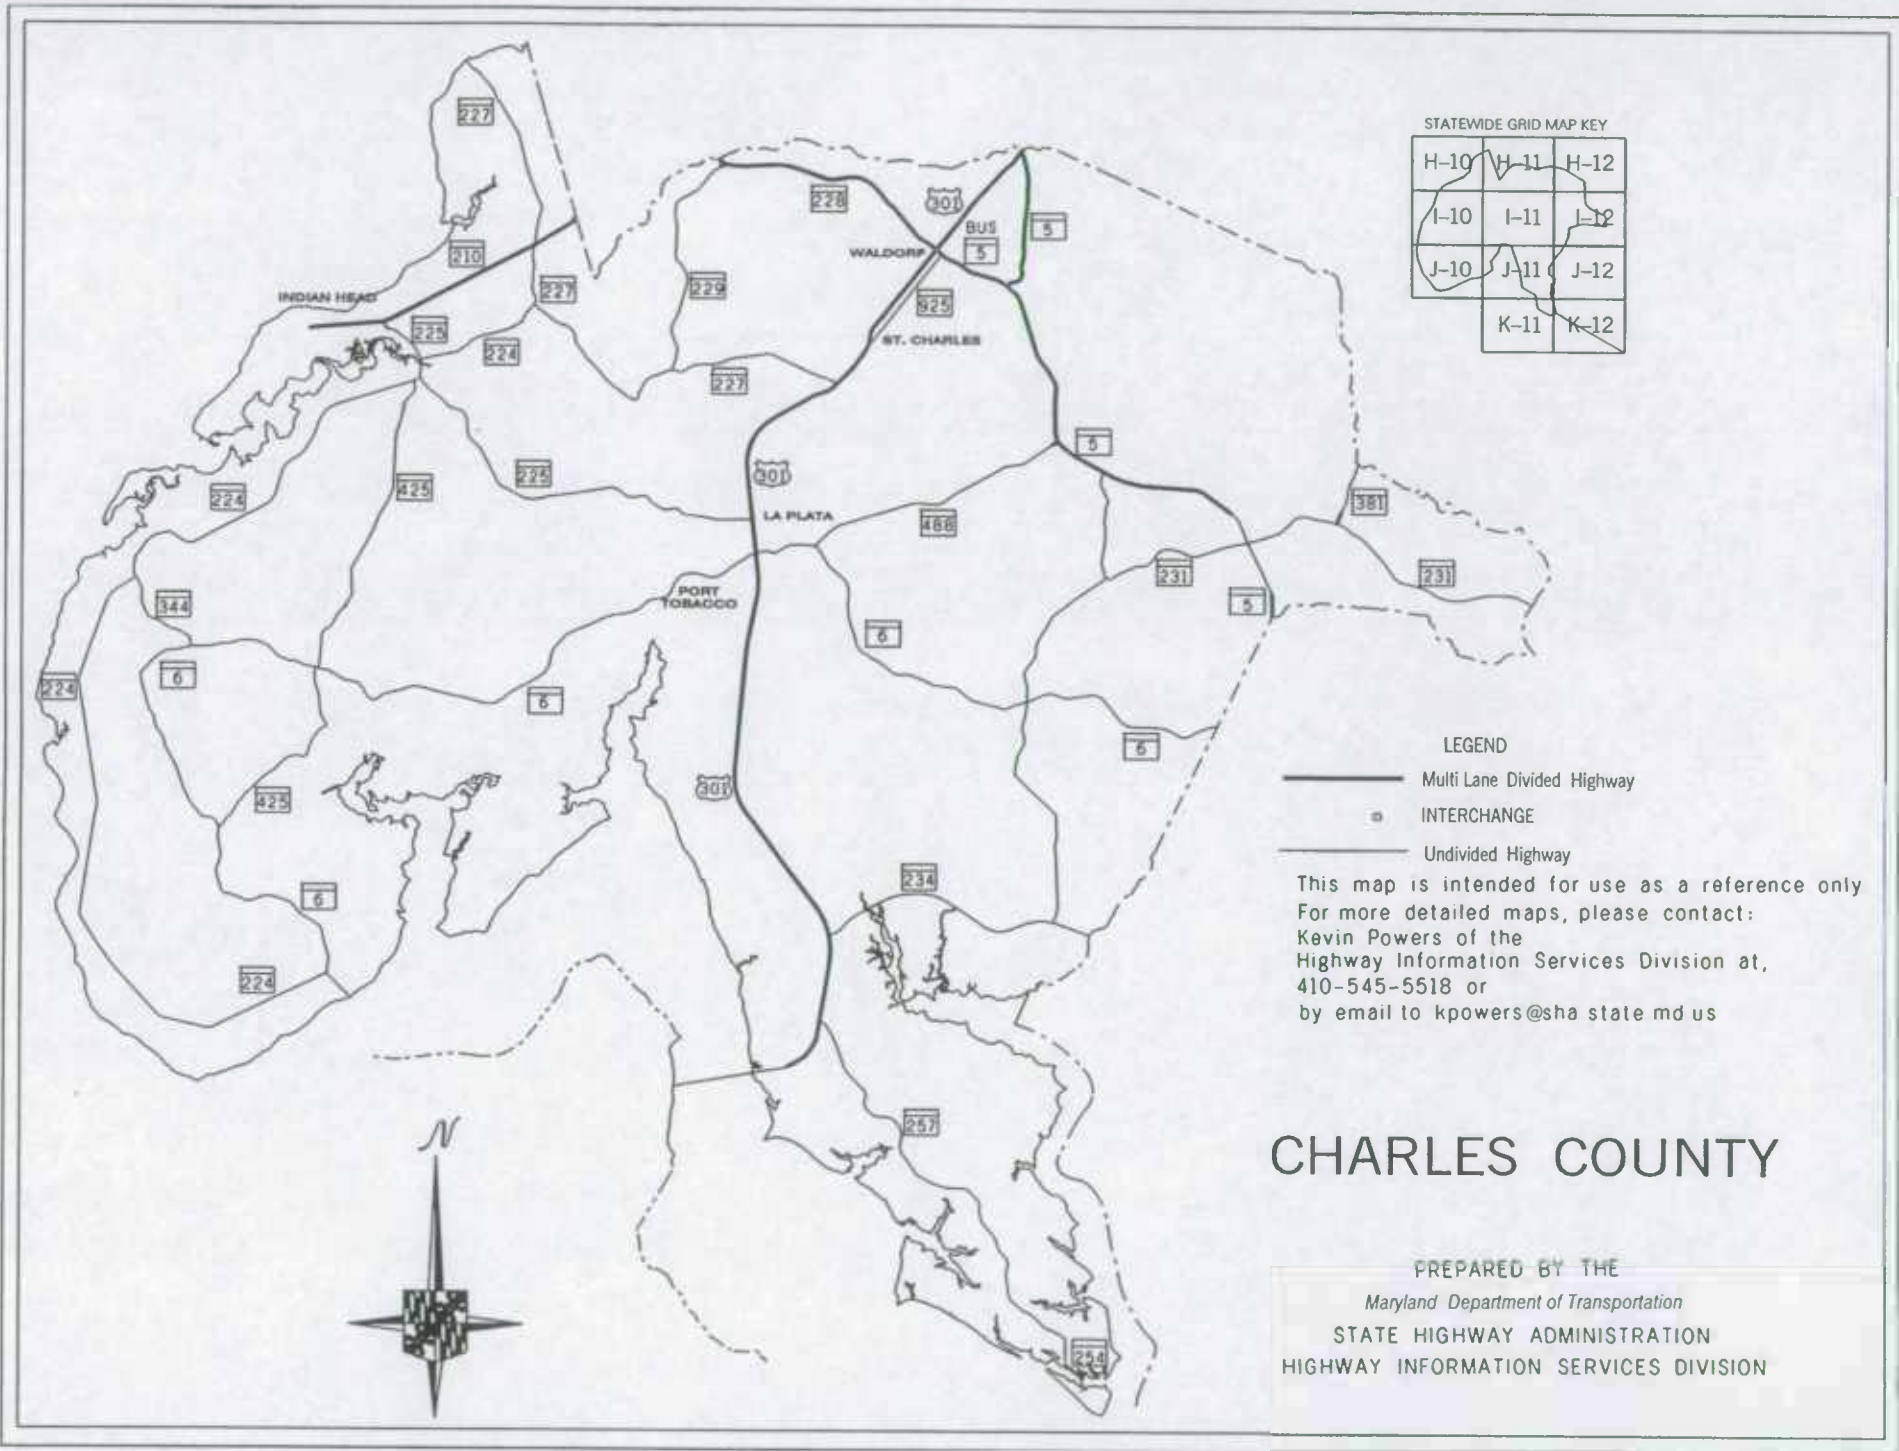 227
STATEWIDE GRID MAP KEY
H-10 H-11 H-12
I-10 I-11 I-12
J-10 J-11 J-12
K-11 K-12
228
301
BUS
5
5
WALDORF
210
227
229
925
INDIAN HEAD
225
224
ST. CHARLES
227
5
225
301
224
425
381
LA PLATA
488
231
231
344
PORT
TOBACCO
5
6
6
224
6
6
301
425
234
6
224
LEGEND
Multi Lane Divided Highway
INTERCHANGE
Undivided Highway
This map is intended for use as a reference only
For more detailed maps, please contact:
Kevin Powers of the
Highway Information Services Division at,
410-545-5518 or
by email to kpowers@sha state md us
N
257
254
CHARLES COUNTY
PREPARED BY THE
Maryland Department of Transportation
STATE HIGHWAY ADMINISTRATION
HIGHWAY INFORMATION SERVICES DIVISION